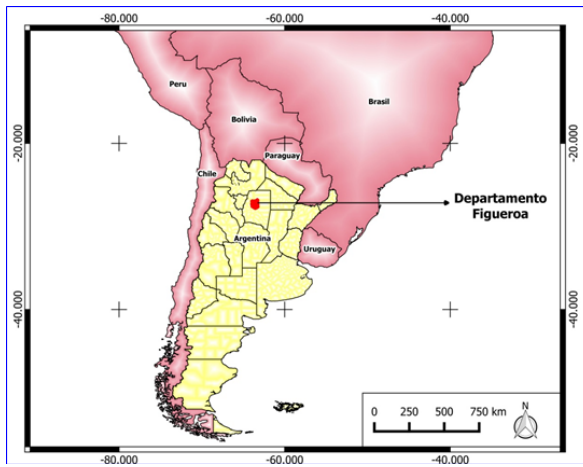 -80.000
-60.000
-40.000
Peru
Brasil
Bolivia
-20.000
-20.000
Paraguay
Chile
Departamento
Figueroa
Argentina
Uruguay
-40.000
-40.000
N
0 250 500 750 km
-80.000
-60.000
-40.000